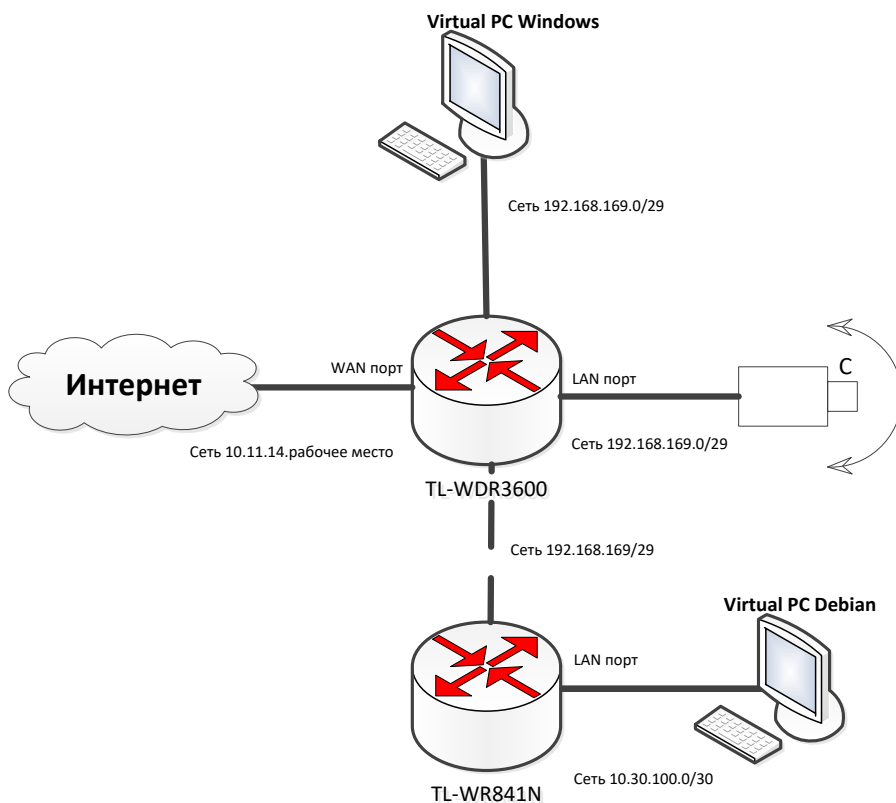 Virtual PC Windows
Сеть 192.168.169.0/29
Интернет
WAN порт
LAN порт
C
Сеть 10.11.14.рабочее место
Сеть 192.168.169.0/29
TL-WDR3600
Сеть 192.168.169/29
Virtual PC Debian
LAN порт
Сеть 10.30.100.0/30
TL-WR841N